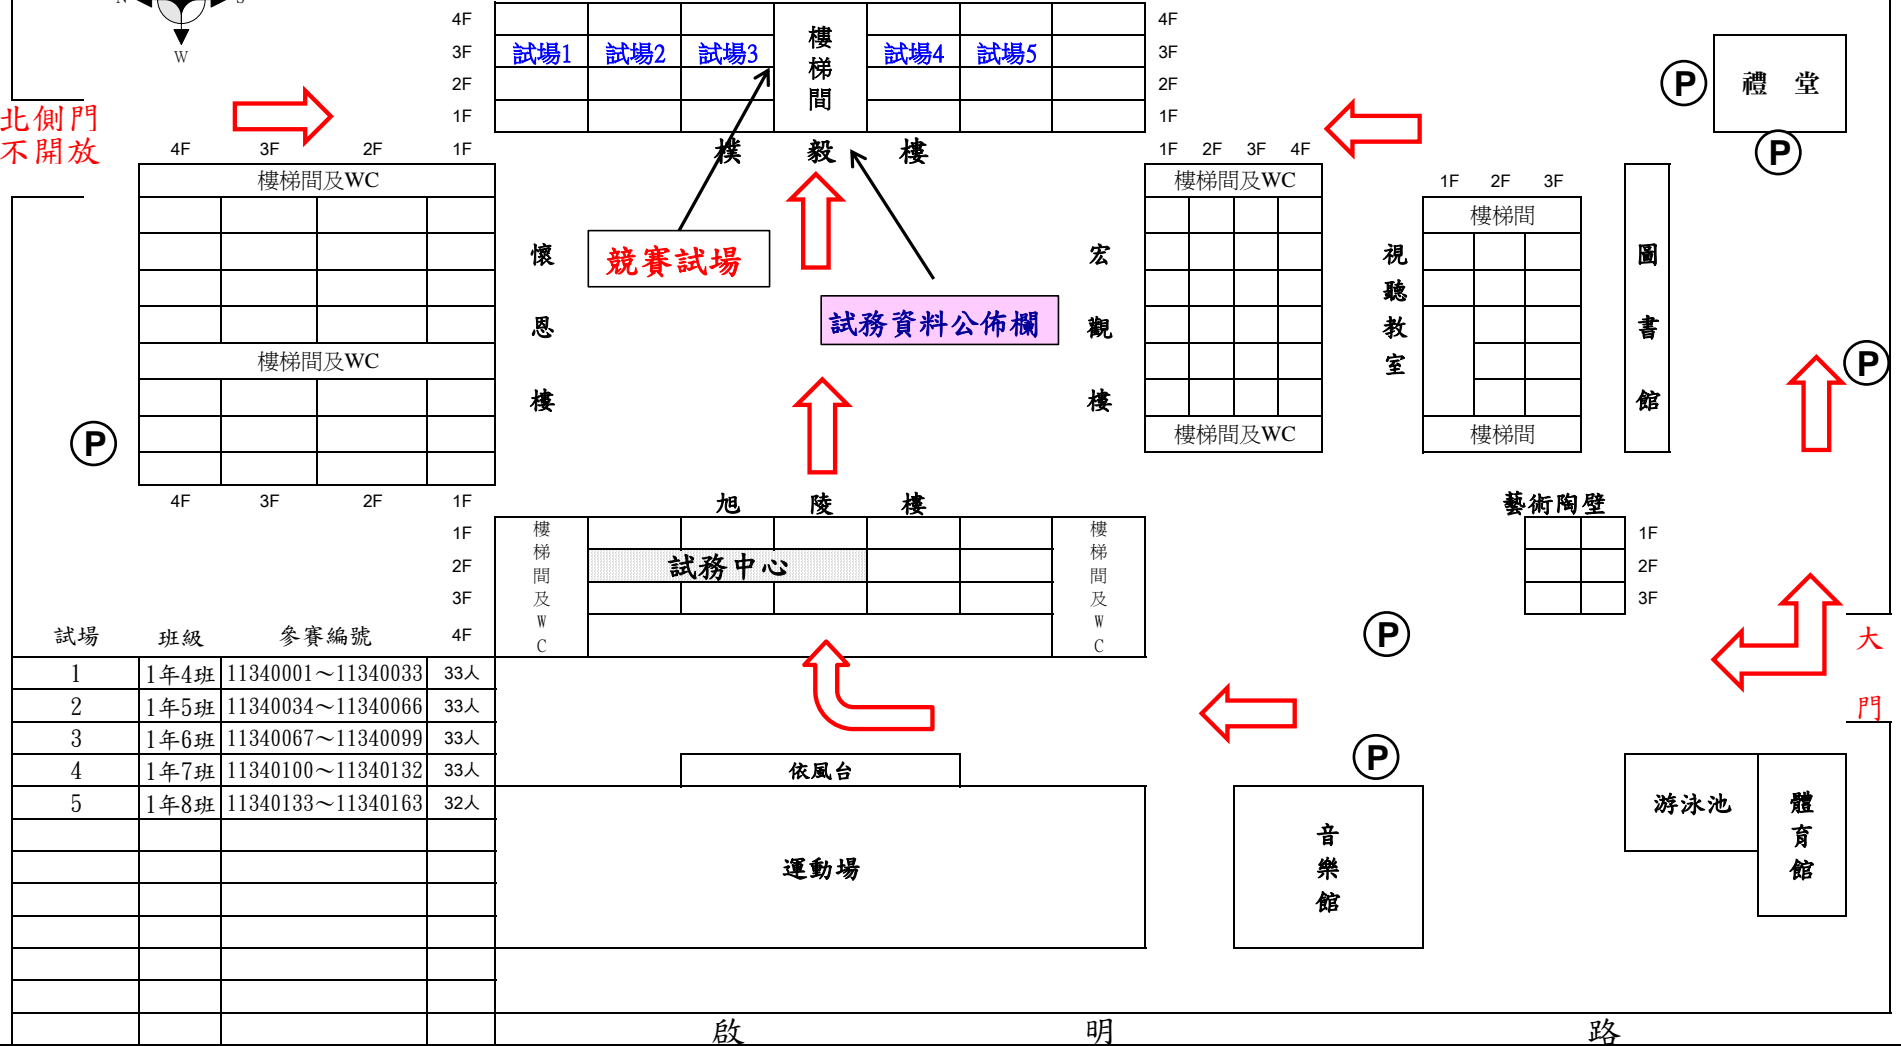 N
S
W
4F
4F
3F
試場1
試場2
試場3
樓梯間
試場4
試場5
3F
2F
2F
1F
1F
禮 堂
P
P
北側門
不開放
樸 毅 樓
4F 3F 2F 1F
樓梯間及WC
樓梯間及WC
懷恩樓
競賽試場
試務資料公佈欄
宏觀樓
1F 2F 3F 4F
樓梯間及WC
樓梯間及WC
視聽教室
1F 2F 3F
樓梯間
樓梯間
圖書館
P
P
4F 3F 2F 1F
旭 陵 樓
藝術陶壁
1F
2F
3F
4F
樓梯間及WC
試務中心
樓梯間及WC
1F
2F
3F
P
大門
試場 班級 參賽編號
1 1年4班 11340001～11340033 33人
2 1年5班 11340034～11340066 33人
3 1年6班 11340067～11340099 33人
4 1年7班 11340100～11340132 33人
5 1年8班 11340133～11340163 32人
依風台
P
運動場
音樂館
游泳池
體育館
啟 明 路